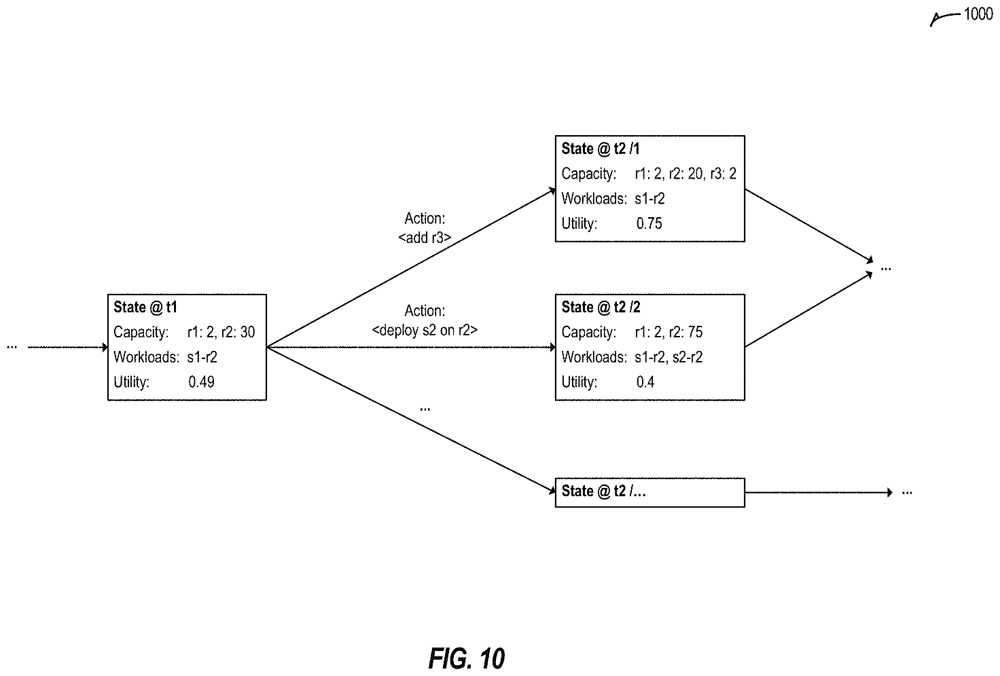 1000
State @ t2 /1
Capacity: r1: 2, r2: 20, r3: 2
Workloads: s1-r2
Utility: 0.75
Action:
<add r3>
...
State @ t1
Capacity: r1: 2, r2: 30
Workloads: s1-r2
Utility: 0.49
...
Action:
<deploy s2 on r2>
State @ t2 /2
Capacity: r1: 2, r2: 75
Workloads: s1-r2, s2-r2
Utility: 0.4
...
State @ t2 /...
...
FIG. 10